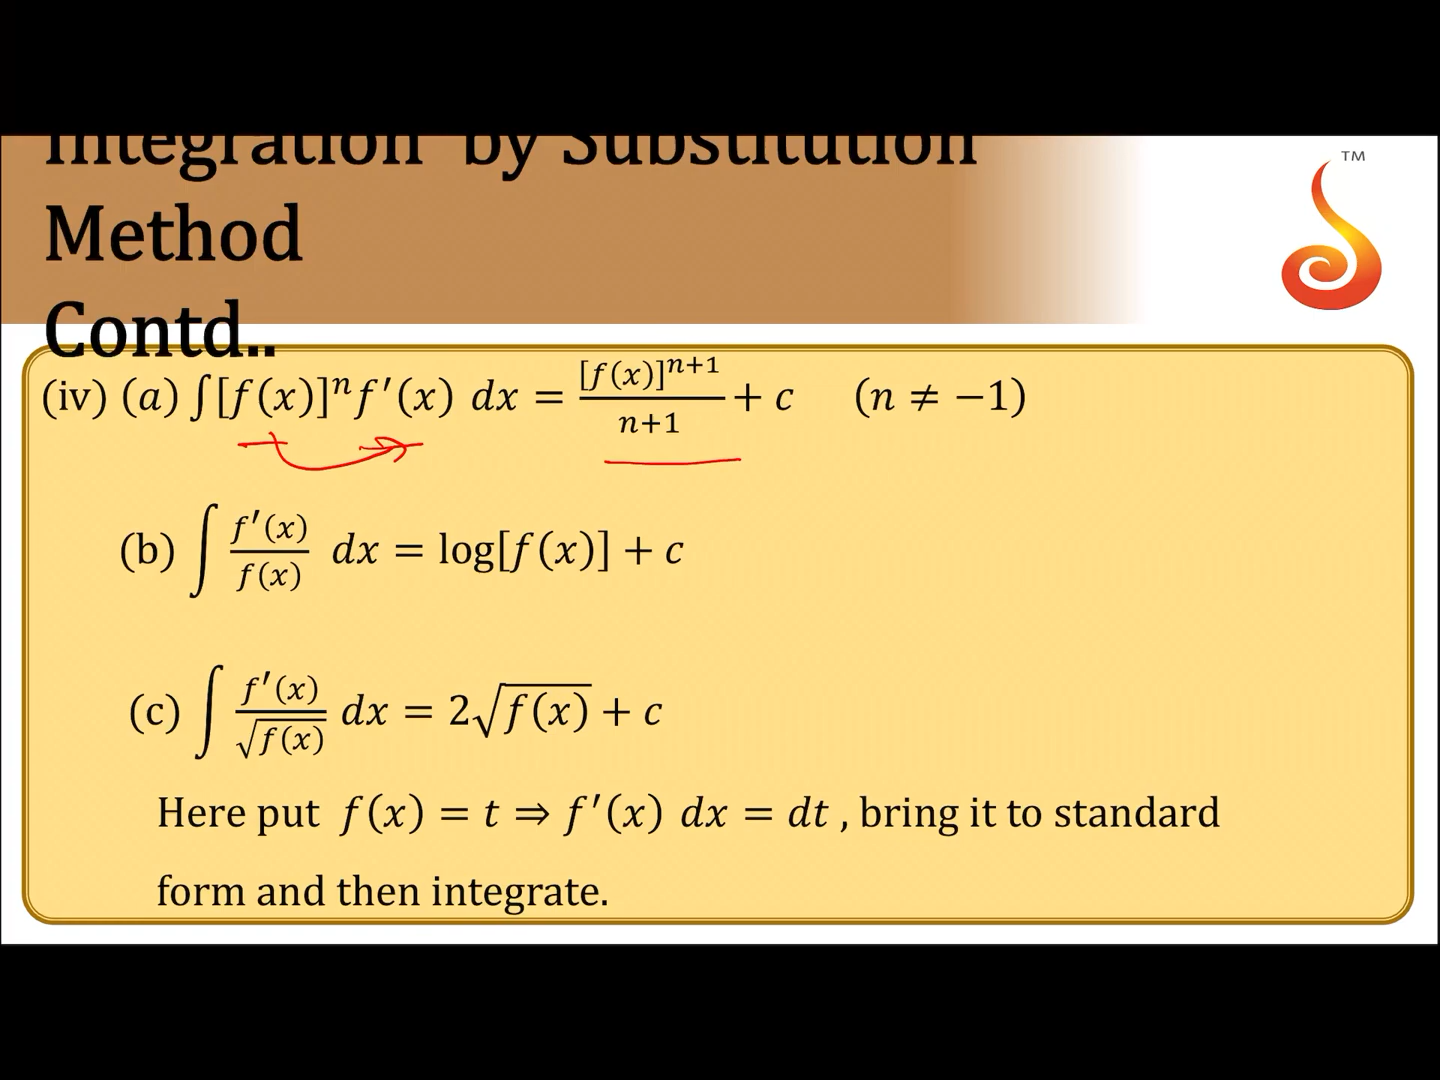 Integration by Substitution
Method
Contd..
TM
(iv) (a) ∫[f(x)]ⁿf′(x) dx = [f(x)]ⁿ⁺¹/n+1 + c (n ≠ −1)
(b) ∫ f′(x)/f(x) dx = log[f(x)] + c
(c) ∫ f′(x)/√f(x) dx = 2√f(x) + c
Here put f(x) = t ⇒ f′(x) dx = dt , bring it to standard
form and then integrate.